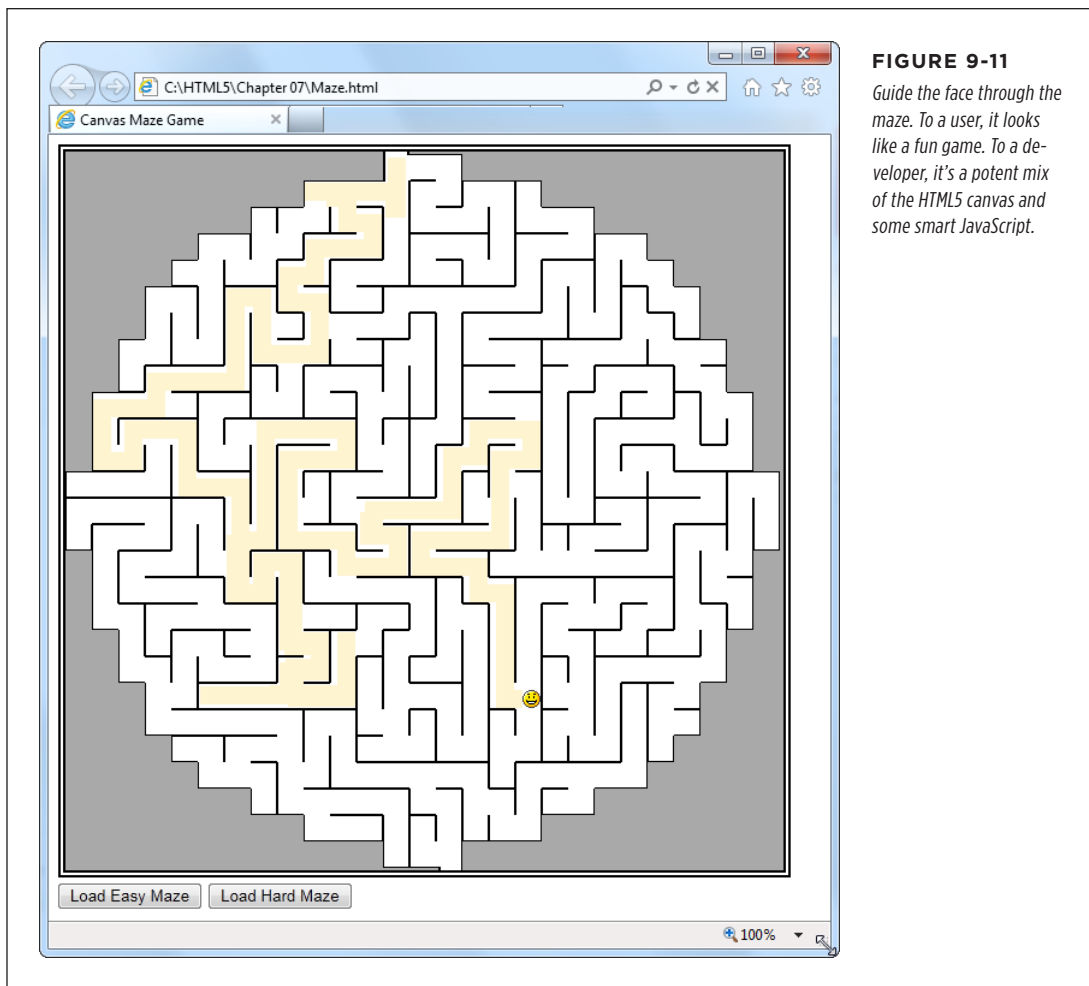 C:\HTML5\Chapter 07\Maze.html
Canvas Maze Game
Load Easy Maze
Load Hard Maze
100%
FIGURE 9-11
Guide the face through the
maze. To a user, it looks
like a fun game. To a de-
veloper, it's a potent mix
of the HTML5 canvas and
some smart JavaScript.